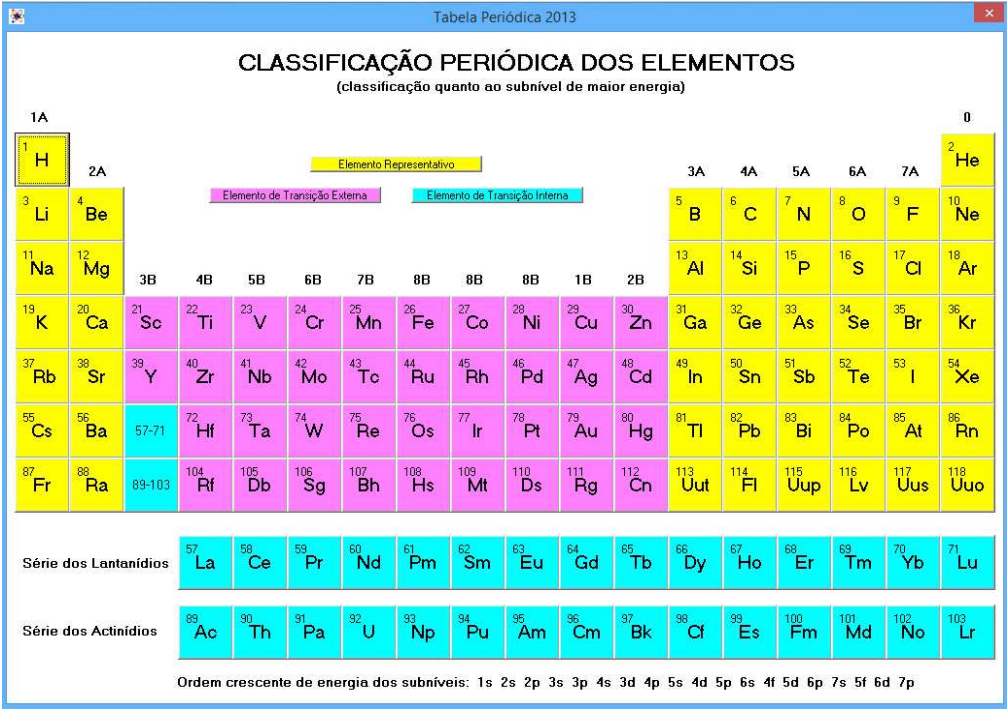 Tabela Periódica 2013
CLASSIFICAÇÃO PERIÓDICA DOS ELEMENTOS
(classificação quanto ao subnível de maior energia)
1A 0
1 H 2A Elemento Representativo 3A 4A 5A 6A 7A 2 He
Elemento de Transição Externa Elemento de Transição Interna
3 Li 4 Be 5 B 6 C 7 N 8 O 9 F 10 Ne
11 Na 12 Mg 3B 4B 5B 6B 7B 8B 8B 8B 1B 2B 13 Al 14 Si 15 P 16 S 17 Cl 18 Ar
19 K 20 Ca 21 Sc 22 Ti 23 V 24 Cr 25 Mn 26 Fe 27 Co 28 Ni 29 Cu 30 Zn 31 Ga 32 Ge 33 As 34 Se 35 Br 36 Kr
37 Rb 38 Sr 39 Y 40 Zr 41 Nb 42 Mo 43 Tc 44 Ru 45 Rh 46 Pd 47 Ag 48 Cd 49 In 50 Sn 51 Sb 52 Te 53 I 54 Xe
55 Cs 56 Ba 57-71 72 Hf 73 Ta 74 W 75 Re 76 Os 77 Ir 78 Pt 79 Au 80 Hg 81 Tl 82 Pb 83 Bi 84 Po 85 At 86 Rn
87 Fr 88 Ra 89-103 104 Rf 105 Db 106 Sg 107 Bh 108 Hs 109 Mt 110 Ds 111 Rg 112 Cn 113 Uut 114 Fl 115 Uup 116 Lv 117 Uus 118 Uuo
Série dos Lantanídios 57 La 58 Ce 59 Pr 60 Nd 61 Pm 62 Sm 63 Eu 64 Gd 65 Tb 66 Dy 67 Ho 68 Er 69 Tm 70 Yb 71 Lu
Série dos Actinídios 89 Ac 90 Th 91 Pa 92 U 93 Np 94 Pu 95 Am 96 Cm 97 Bk 98 Cf 99 Es 100 Fm 101 Md 102 No 103 Lr
Ordem crescente de energia dos subníveis: 1s 2s 2p 3s 3p 4s 3d 4p 5s 4d 5p 6s 4f 5d 6p 7s 5f 6d 7p